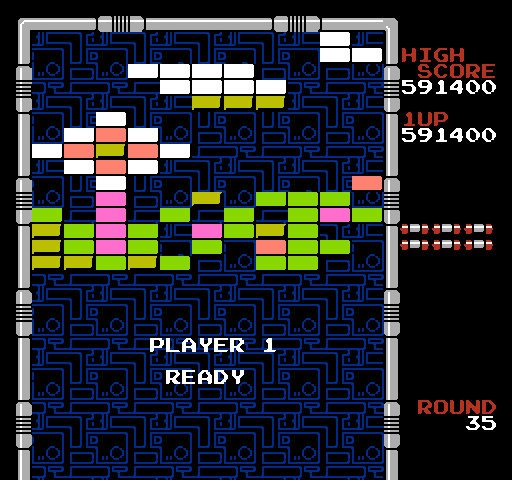 HIGH
SCORE
591400
1UP
591400
PLAYER 1
READY
ROUND
35